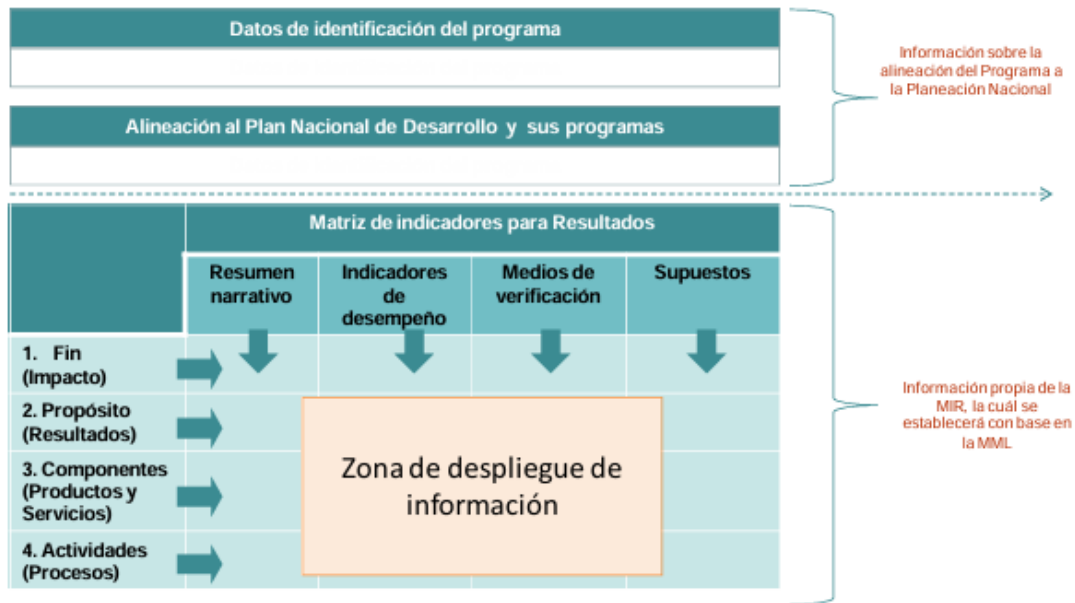 Datos de identificación del programa
Información sobre la
alineación del Programa a
la Planeación Nacional
Alineación al Plan Nacional de Desarrollo y sus programas
Matriz de indicadores para Resultados
Resumen
narrativo
Indicadores
de
desempeño
Medios de
verificación
Supuestos
1. Fin
(Impacto)
2. Propósito
(Resultados)
3. Componentes
(Productos y
Servicios)
4. Actividades
(Procesos)
Zona de despliegue de
información
Información propia de la
MIR, la cuál se
establecerá con base en
la MML